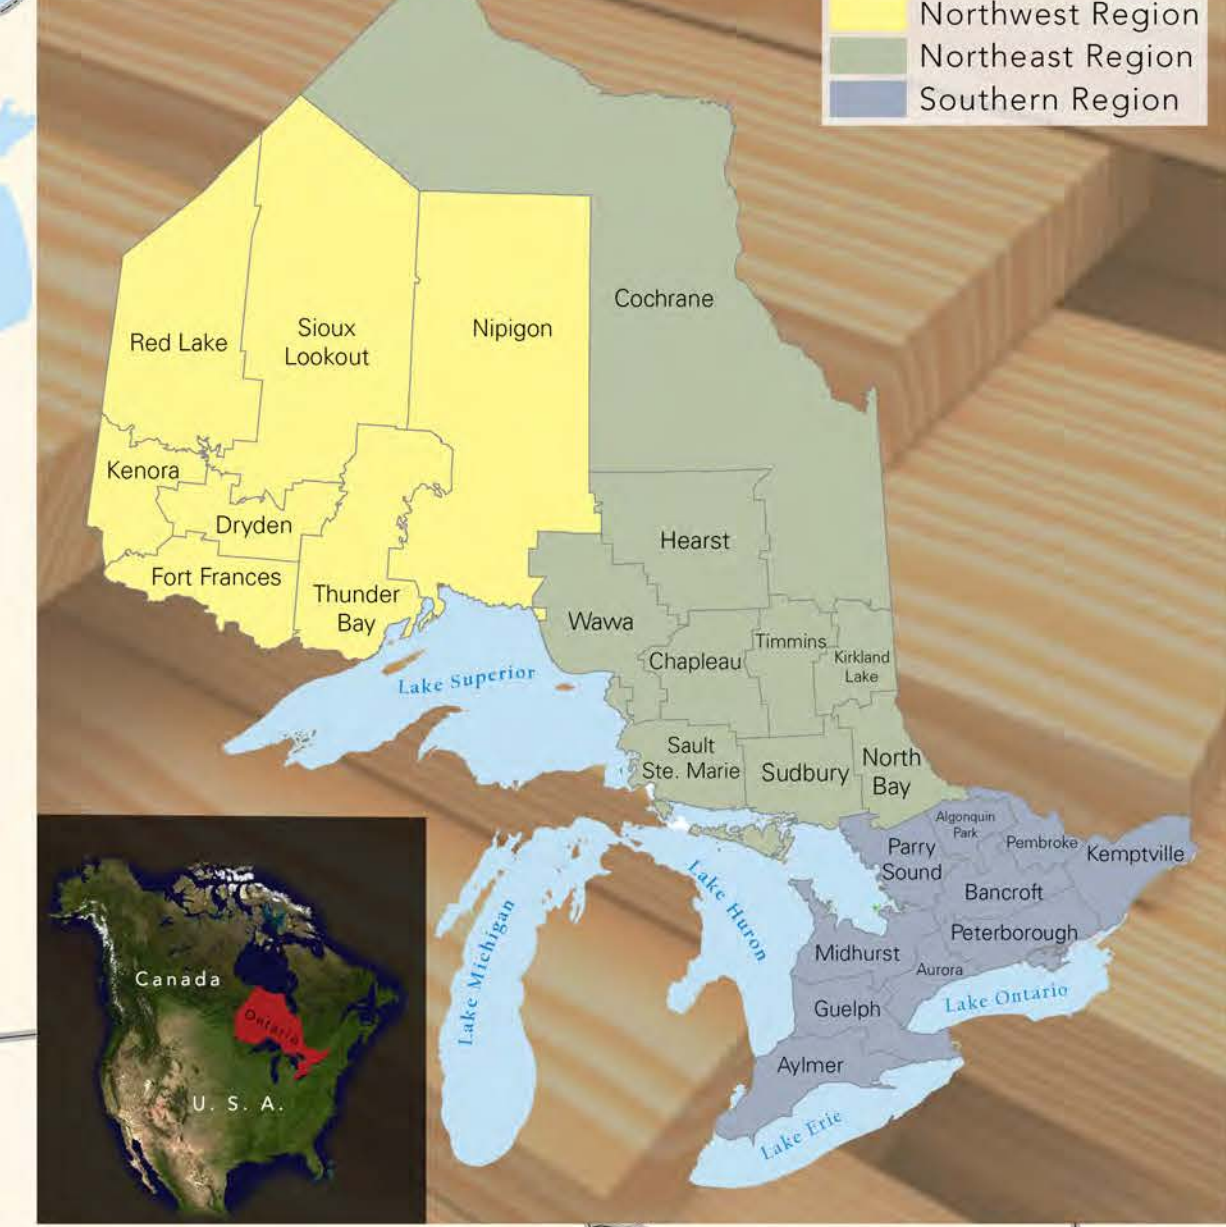 Northwest Region
Northeast Region
Southern Region
Cochrane
Red Lake
Sioux
Lookout
Nipigon
Kenora
Dryden
Hearst
Fort Frances
Thunder
Bay
Wawa
Timmins
Chapleau
Kirkland
Lake
Lake Superior
Sault
Ste. Marie
Sudbury
North
Bay
Algonquin
Park
Parry
Sound
Pembroke
Kemptville
Bancroft
Peterborough
Lake Huron
Lake Michigan
Midhurst
Aurora
Lake Ontario
Guelph
Aylmer
Lake Erie
Canada
Ontario
U. S. A.